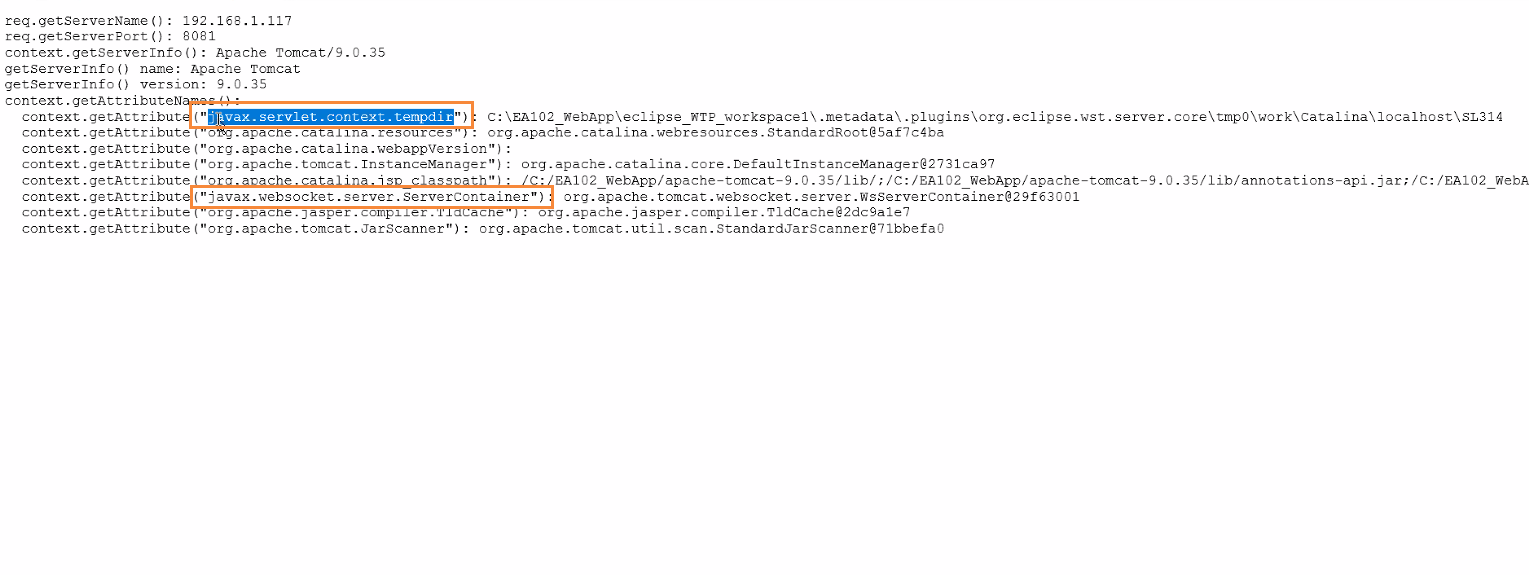 req.getServerName(): 192.168.1.117
req.getServerPort(): 8081
context.getServerInfo(): Apache Tomcat/9.0.35
getServerInfo() name: Apache Tomcat
getServerInfo() version: 9.0.35
context.getAttributeNames():
context.getAttribute("javax.servlet.context.tempdir"): C:\EA102_WebApp\eclipse_WTP_workspace1\.metadata\.plugins\org.eclipse.wst.server.core\tmp0\work\Catalina\localhost\SL314
context.getAttribute("org.apache.catalina.resources"): org.apache.catalina.webresources.StandardRoot@5af7c4ba
context.getAttribute("org.apache.catalina.webappVersion"):
context.getAttribute("org.apache.tomcat.InstanceManager"): org.apache.catalina.core.DefaultInstanceManager@2731ca97
context.getAttribute("org.apache.catalina.jsp_classpath"): /C:/EA102_WebApp/apache-tomcat-9.0.35/lib/;/C:/EA102_WebApp/apache-tomcat-9.0.35/lib/annotations-api.jar;/C:/EA102_WebA
context.getAttribute("javax.websocket.server.ServerContainer"): org.apache.tomcat.websocket.server.WsServerContainer@29f63001
context.getAttribute("org.apache.jasper.compiler.TldCache"): org.apache.jasper.compiler.TldCache@2dc9a1e7
context.getAttribute("org.apache.tomcat.JarScanner"): org.apache.tomcat.util.scan.StandardJarScanner@71bbefa0